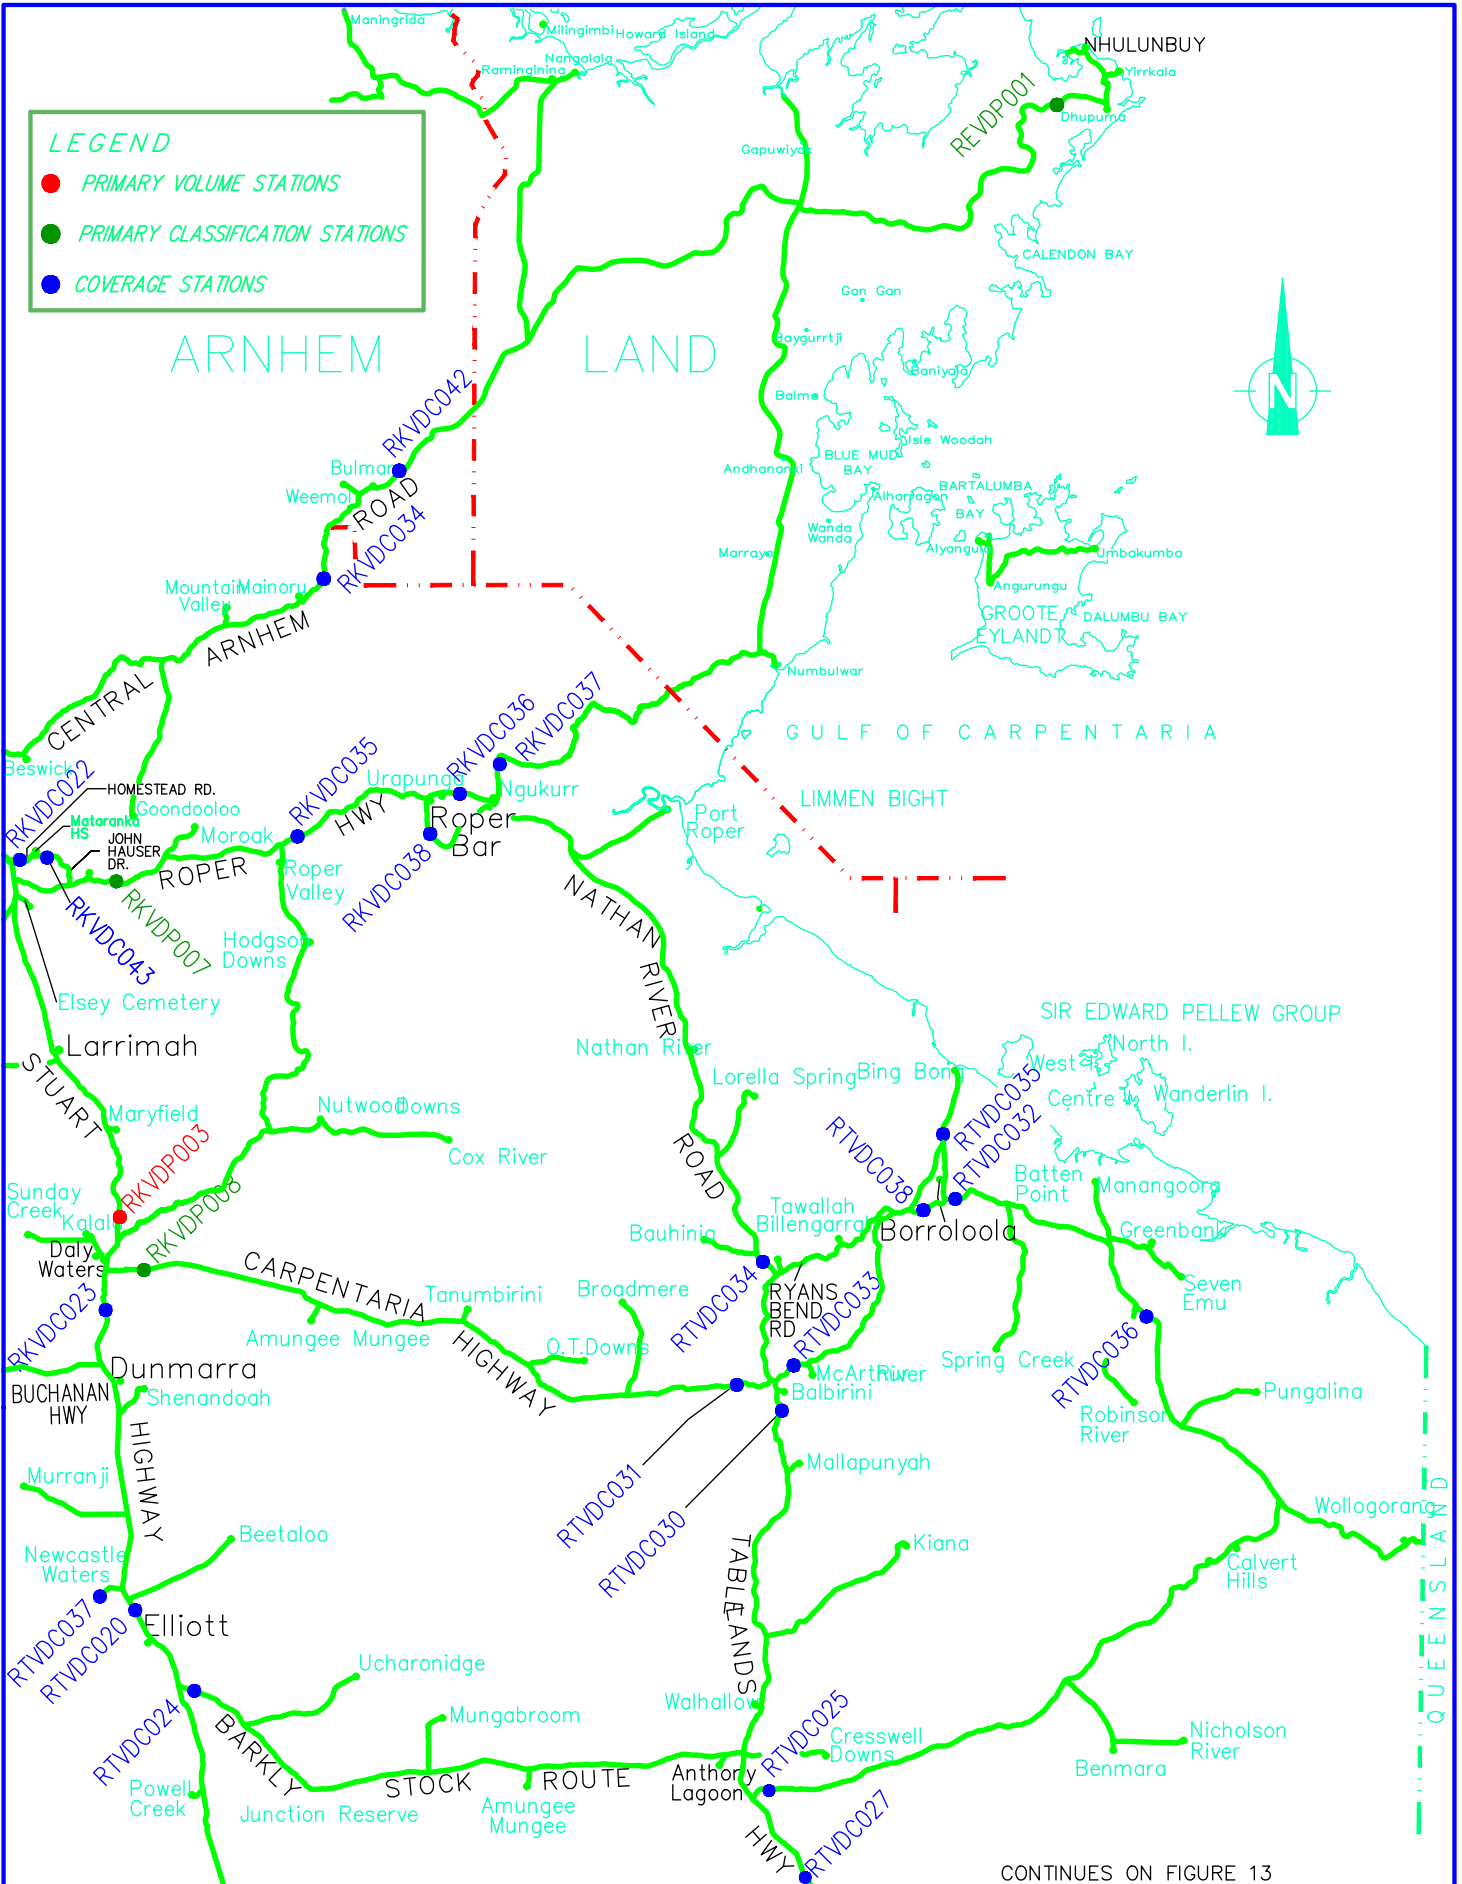 Maningrida
Milingimbi
Howard Island
Nangalala
Raminginina
NHULUNBUY
Yirrkala
Dhupuma
REVDP001
Gapuwiyak
LEGEND
PRIMARY VOLUME STATIONS
PRIMARY CLASSIFICATION STATIONS
COVERAGE STATIONS
CALENDON BAY
Gan Gan
Baygurrtji
ARNHEM LAND
Baniyala
Balma
RKVDC042
Isle Woodah
BLUE MUD
BAY
Andhananki
Bulman
Weemol
ROAD
BARTALUMBA
BAY
Alharragon
Wanda
Wanda
RKVDC034
Marraya
Alyangula
Umbakumba
Angurungu
Mountain
Valley
Mainoru
GROOTE
EYLANDT
DALUMBU BAY
ARNHEM
CENTRAL
Numbulwar
GULF OF CARPENTARIA
Beswick
RKVDC022
HOMESTEAD RD.
Goondooloo
Mataranka
HS
JOHN
HAUSER
DR.
Moroak
RKVDC035
HWY
Urapunga
RKVDC036
RKVDC037
Ngukurr
Roper
Bar
LIMMEN BIGHT
Port
Roper
ROPER
Roper
Valley
RKVDC038
RKVDC043
RKVDP007
NATHAN
RIVER
Hodgson
Downs
Elsey Cemetery
Larrimah
STUART
Nathan River
SIR EDWARD PELLEW GROUP
North I.
West I.
Centre I.
Wanderlin I.
Lorella Spring
Bing Bong
RTVDC035
RTVDC032
RTVDC038
Maryfield
Nutwood
Downs
Cox River
ROAD
RKVDP003
RKVDP008
Sunday
Creek
Kalala
Daly
Waters
Batten
Point
Manangoora
Tawallah
Billengarrah
Borroloola
Greenbank
Bauhinia
CARPENTARIA
Tanumbirini
Broadmere
RYANS
BEND
RD
RTVDC034
RTVDC033
Seven
Emu
RKVDC023
Amungee Mungee
HIGHWAY
O.T.Downs
Spring Creek
RTVDC036
Dunmarra
McArthur
River
Balbirini
BUCHANAN
HWY
Shenandoah
Robinson
River
Pungalina
HIGHWAY
Murranji
Mallapunyah
RTVDC031
RTVDC030
Wollogorang
QUEENSLAND
Beetaloo
Kiana
Newcastle
Waters
Calvert
Hills
TABLELANDS
RTVDC037
RTVDC020
Elliott
Ucharonidge
Walhallow
RTVDC024
BARKLY
Mungabroom
RTVDC025
Cresswell
Downs
Nicholson
River
Benmara
STOCK
ROUTE
Anthony
Lagoon
Powell
Creek
Junction Reserve
Amungee
Mungee
HWY
RTVDC027
CONTINUES ON FIGURE 13
N